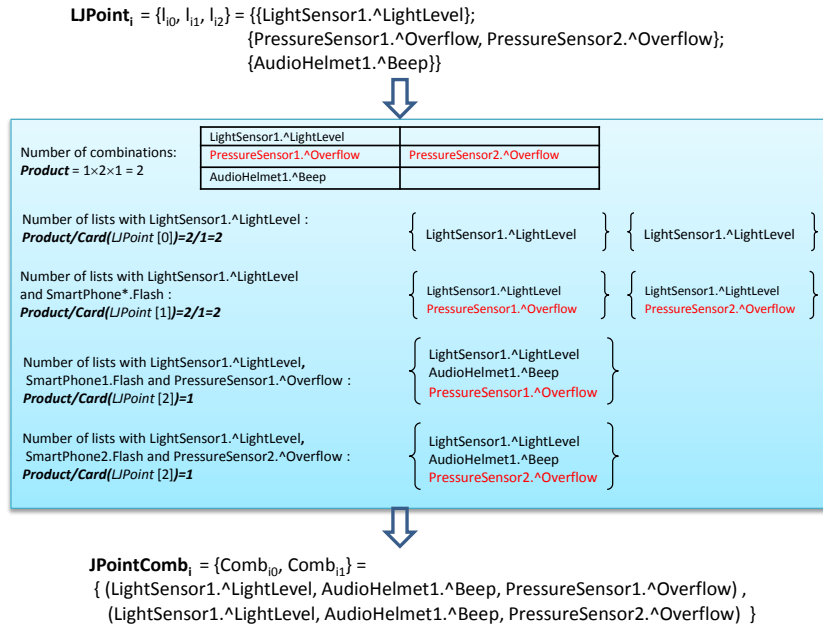 LJPointᵢ = {lᵢ₀, lᵢ₁, lᵢ₂} = {{LightSensor1.^LightLevel};
{PressureSensor1.^Overflow, PressureSensor2.^Overflow};
{AudioHelmet1.^Beep}}
Number of combinations:
Product = 1×2×1 = 2
LightSensor1.^LightLevel
PressureSensor1.^Overflow PressureSensor2.^Overflow
AudioHelmet1.^Beep
Number of lists with LightSensor1.^LightLevel :
Product/Card(LJPoint [0])=2/1=2
{ LightSensor1.^LightLevel } { LightSensor1.^LightLevel }
Number of lists with LightSensor1.^LightLevel
and SmartPhone*.Flash :
Product/Card(LJPoint [1])=2/1=2
LightSensor1.^LightLevel
PressureSensor1.^Overflow
LightSensor1.^LightLevel
PressureSensor2.^Overflow
Number of lists with LightSensor1.^LightLevel,
SmartPhone1.Flash and PressureSensor1.^Overflow :
Product/Card(LJPoint [2])=1
LightSensor1.^LightLevel
AudioHelmet1.^Beep
PressureSensor1.^Overflow
Number of lists with LightSensor1.^LightLevel,
SmartPhone2.Flash and PressureSensor2.^Overflow :
Product/Card(LJPoint [2])=1
LightSensor1.^LightLevel
AudioHelmet1.^Beep
PressureSensor2.^Overflow
JPointCombᵢ = {Combᵢ₀, Combᵢ₁} =
{ (LightSensor1.^LightLevel, AudioHelmet1.^Beep, PressureSensor1.^Overflow) ,
(LightSensor1.^LightLevel, AudioHelmet1.^Beep, PressureSensor2.^Overflow) }